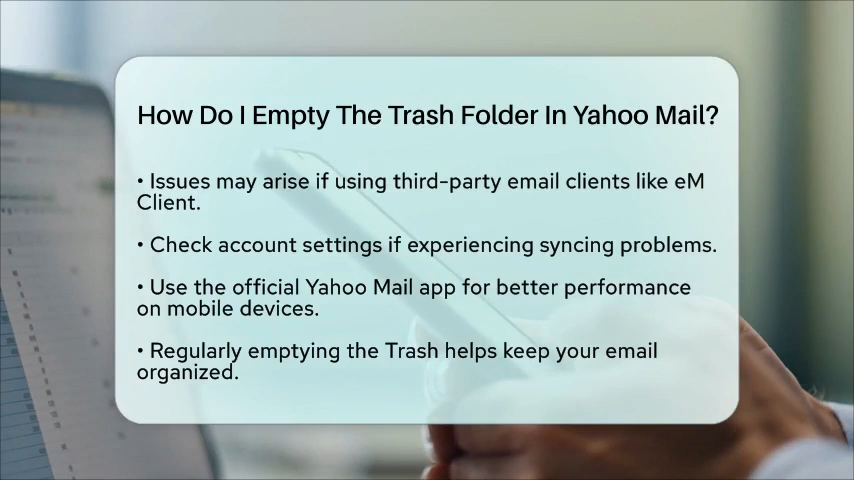 How Do I Empty The Trash Folder In Yahoo Mail?
• Issues may arise if using third-party email clients like eM
Client.
• Check account settings if experiencing syncing problems.
• Use the official Yahoo Mail app for better performance
on mobile devices.
• Regularly emptying the Trash helps keep your email
organized.